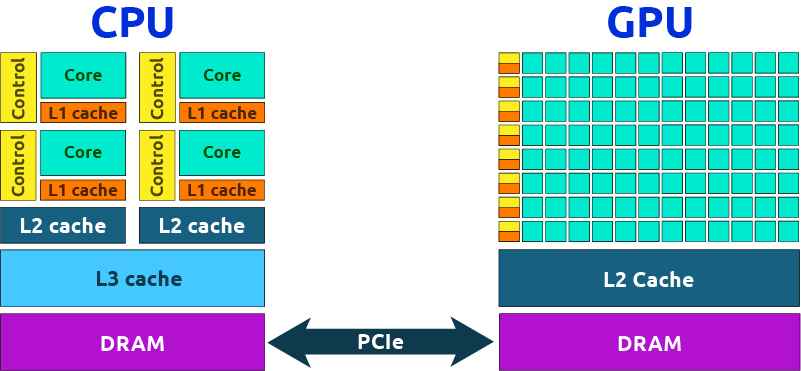 CPU
GPU
Control
Core
L1 cache
Control
Core
L1 cache
Control
Core
L1 cache
Control
Core
L1 cache
L2 cache
L2 cache
L3 cache
L2 Cache
DRAM
PCIe
DRAM